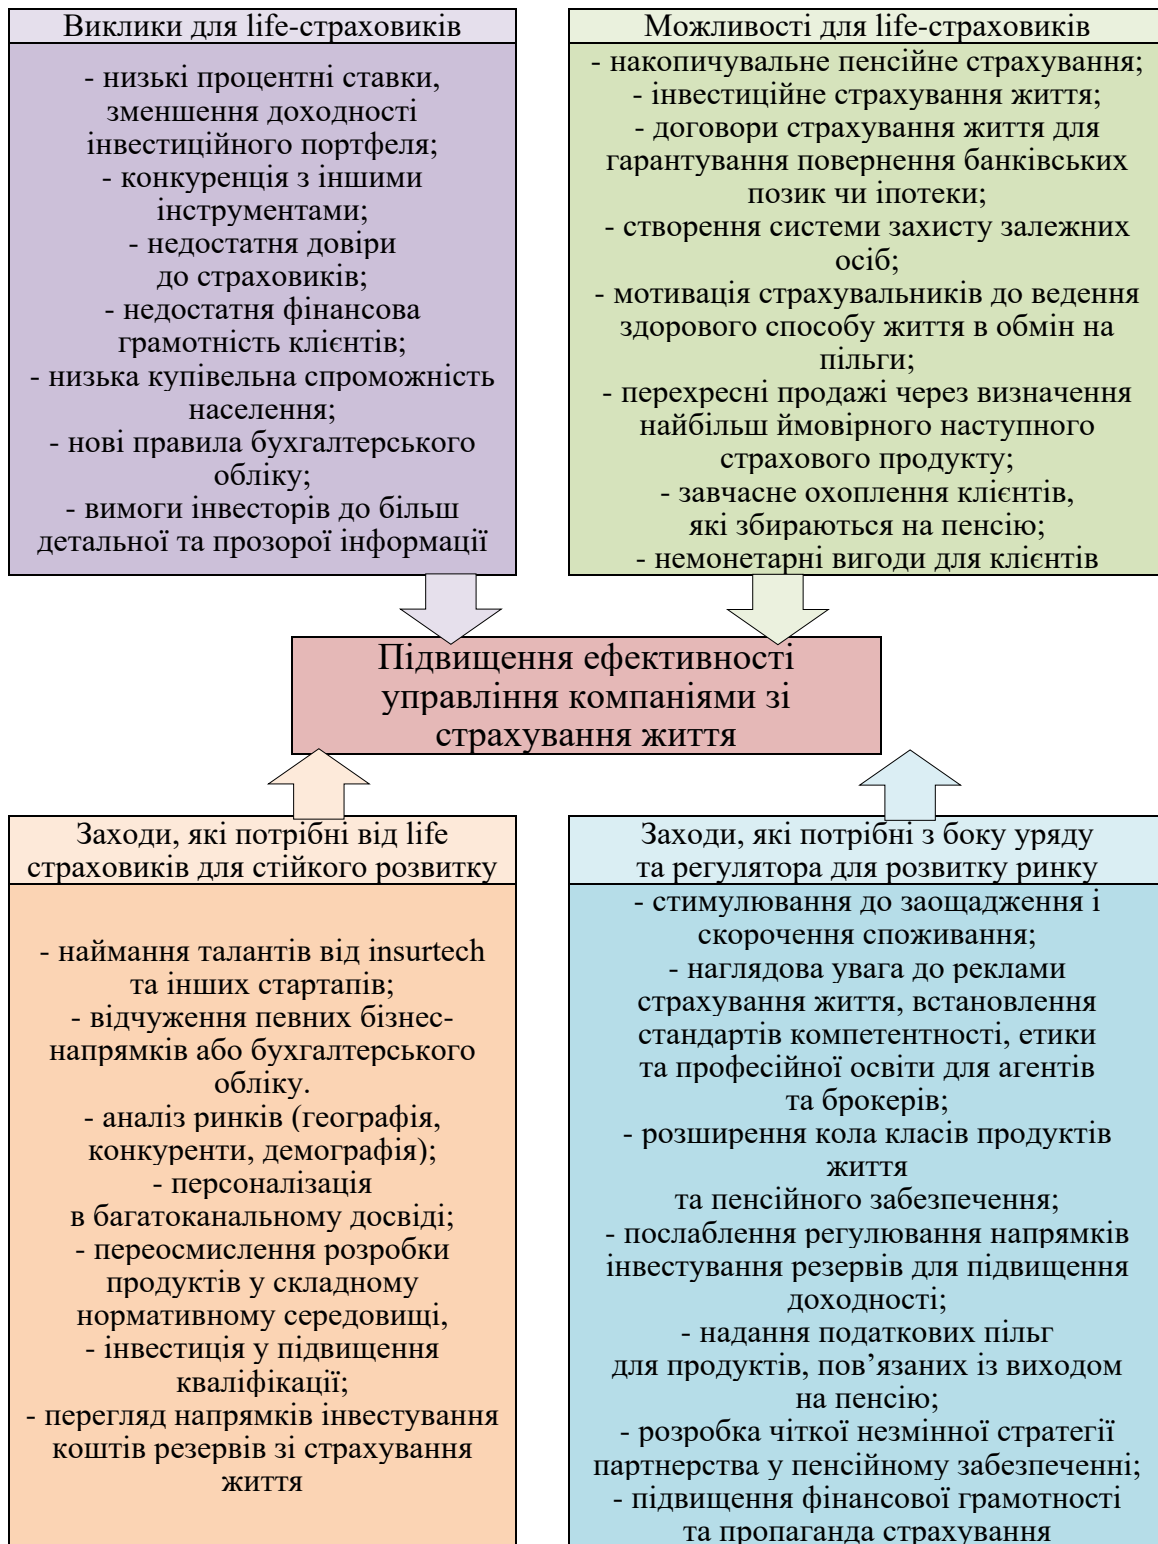 Виклики для life-страховиків
- низькі процентні ставки,
зменшення доходності
інвестиційного портфеля;
- конкуренція з іншими
інструментами;
- недостатня довіри
до страховиків;
- недостатня фінансова
грамотність клієнтів;
- низька купівельна спроможність
населення;
- нові правила бухгалтерського
обліку;
- вимоги інвесторів до більш
детальної та прозорої інформації
Можливості для life-страховиків
- накопичувальне пенсійне страхування;
- інвестиційне страхування життя;
- договори страхування життя для
гарантування повернення банківських
позик чи іпотеки;
- створення системи захисту залежних
осіб;
- мотивація страхувальників до ведення
здорового способу життя в обмін на
пільги;
- перехресні продажі через визначення
найбільш ймовірного наступного
страхового продукту;
- завчасне охоплення клієнтів,
які збираються на пенсію;
- немонетарні вигоди для клієнтів
Підвищення ефективності
управління компаніями зі
страхування життя
Заходи, які потрібні від life
страховиків для стійкого розвитку
- наймання талантів від insurtech
та інших стартапів;
- відчуження певних бізнес-
напрямків або бухгалтерського
обліку.
- аналіз ринків (географія,
конкуренти, демографія);
- персоналізація
в багатоканальному досвіді;
- переосмислення розробки
продуктів у складному
нормативному середовищі,
- інвестиція у підвищення
кваліфікації;
- перегляд напрямків інвестування
коштів резервів зі страхування
життя
Заходи, які потрібні з боку уряду
та регулятора для розвитку ринку
- стимулювання до заощадження і
скорочення споживання;
- наглядова увага до реклами
страхування життя, встановлення
стандартів компетентності, етики
та професійної освіти для агентів
та брокерів;
- розширення кола класів продуктів
життя
та пенсійного забезпечення;
- послаблення регулювання напрямків
інвестування резервів для підвищення
доходності;
- надання податкових пільг
для продуктів, пов’язаних із виходом
на пенсію;
- розробка чіткої незмінної стратегії
партнерства у пенсійному забезпеченні;
- підвищення фінансової грамотності
та пропаганда страхування